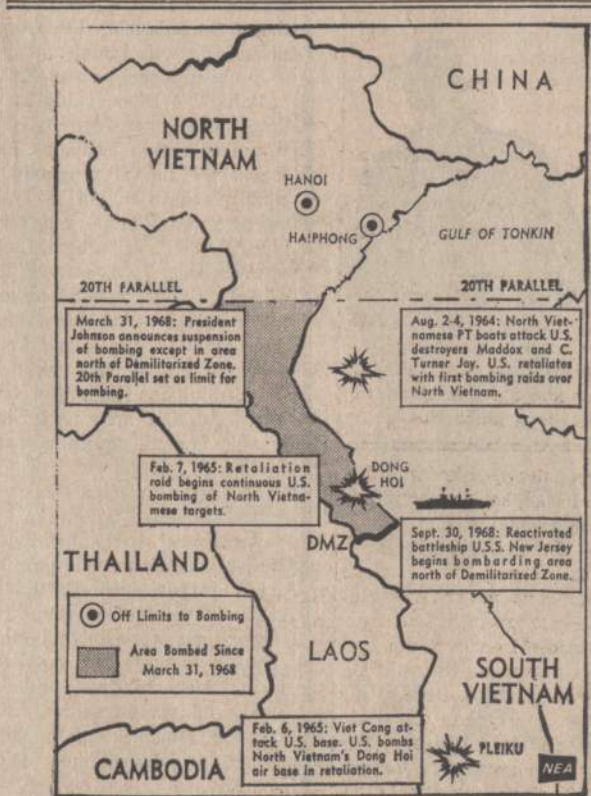 CHINA
NORTH
VIETNAM
HANOI
HAIPHONG
GULF OF TONKIN
20TH PARALLEL
20TH PARALLEL
March 31, 1968: President
Johnson announces suspension
of bombing except in area
north of Demilitarized Zone.
20th Parallel set as limit for
bombing.
Aug. 2-4, 1964: North Viet-
namese PT boats attack U.S.
destroyers Maddox and C.
Turner Joy. U.S. retaliates
with first bombing raids over
North Vietnam.
Feb. 7, 1965: Retaliation
raid begins continuous U.S.
bombing of North Vietna-
mese targets.
DONG
HOI
DMZ
Sept. 30, 1968: Reactivated
battleship U.S.S. New Jersey
begins bombarding area
north of Demilitarized Zone.
THAILAND
Off Limits to Bombing
Area Bombed Since
March 31, 1968
LAOS
SOUTH
VIETNAM
Feb. 6, 1965: Viet Cong at-
tack U.S. base. U.S. bombs
North Vietnam's Dong Hoi
air base in retaliation.
PLEIKU
CAMBODIA
NEA